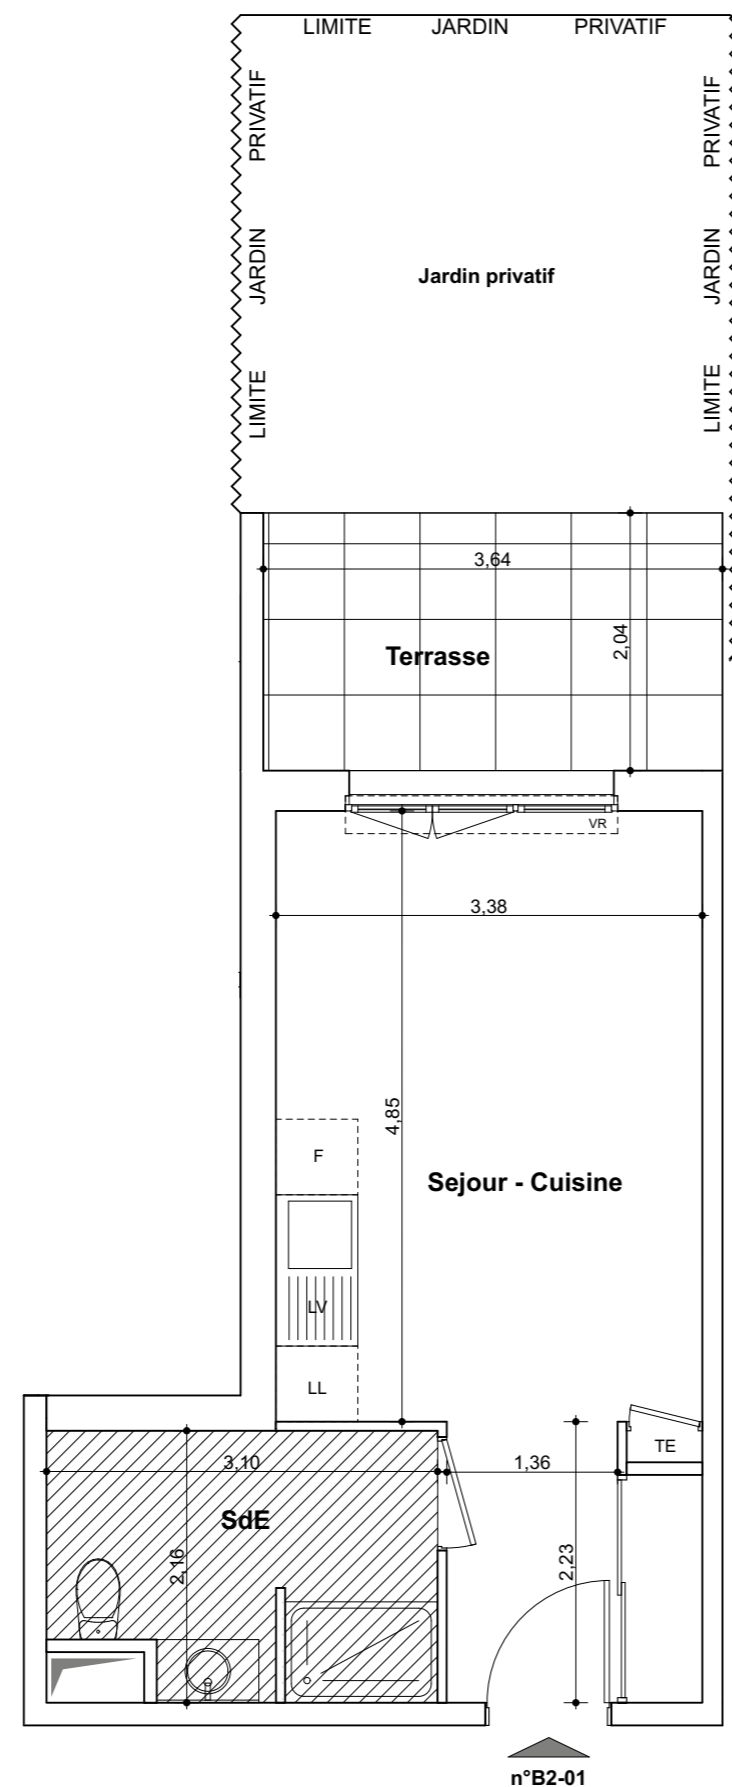 LIMITE JARDIN PRIVATIF
PRIVATIF
PRIVATIF
JARDIN
JARDIN
Jardin privatif
LIMITE
LIMITE
3,64
2,04
Terrasse
VR
3,38
4,85
F
Sejour - Cuisine
LV
LL
TE
3,10
1,36
SdE
2,16
2,23
n°B2-01